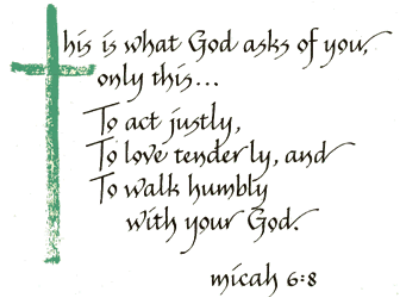 This is what God asks of you,
only this...
To act justly,
To love tenderly, and
To walk humbly
with your God.
micah 6:8